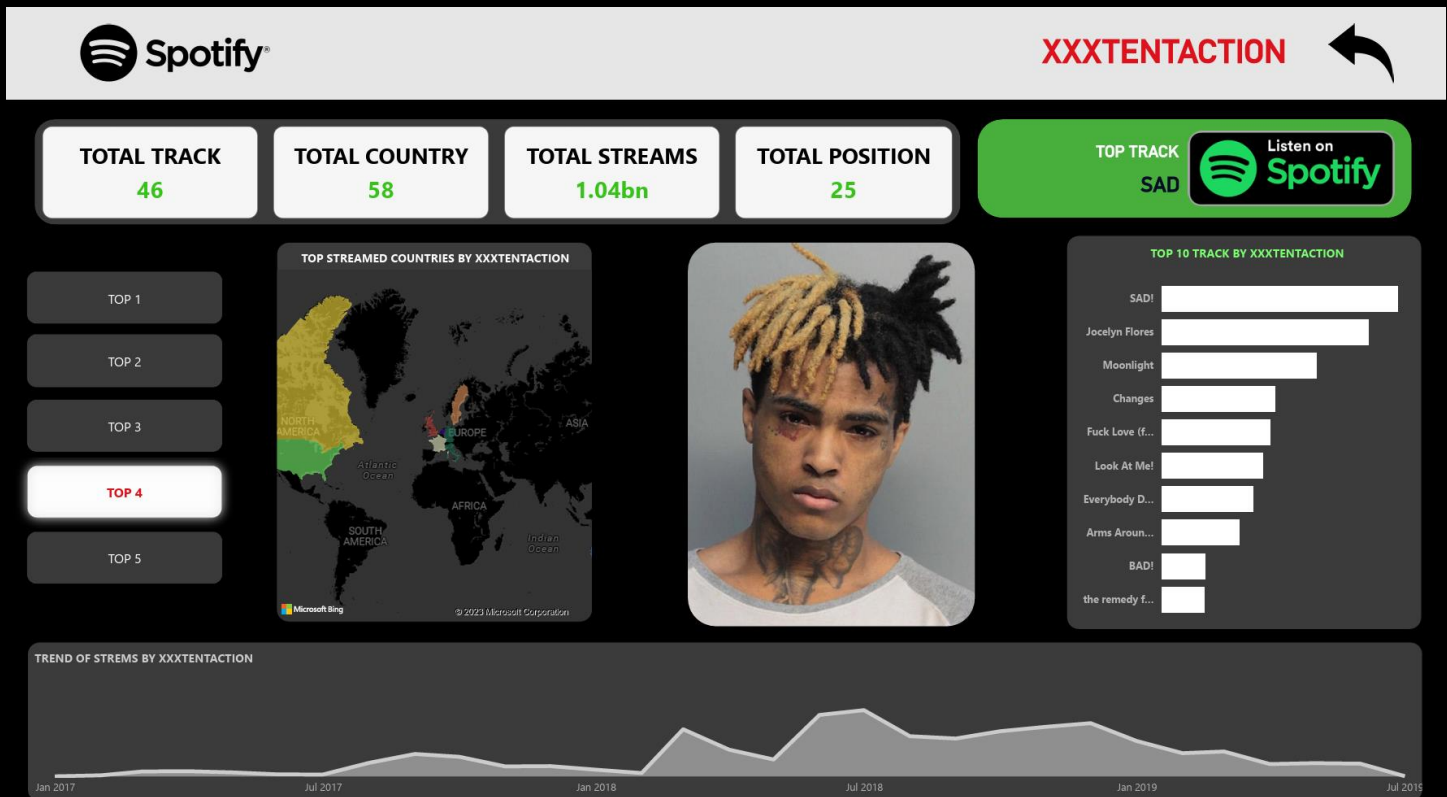 Spotify®
XXXTENTACTION
TOTAL TRACK
46
TOTAL COUNTRY
58
TOTAL STREAMS
1.04bn
TOTAL POSITION
25
TOP TRACK
SAD
Listen on
Spotify
TOP 1
TOP 2
TOP 3
TOP 4
TOP 5
TOP STREAMED COUNTRIES BY XXXTENTACTION
NORTH
AMERICA
EUROPE
ASIA
Atlantic
Ocean
AFRICA
SOUTH
AMERICA
Indian
Ocean
Microsoft Bing
© 2023 Microsoft Corporation
TOP 10 TRACK BY XXXTENTACTION
SAD!
Jocelyn Flores
Moonlight
Changes
Fuck Love (f...
Look At Me!
Everybody D...
Arms Aroun...
BAD!
the remedy f...
TREND OF STREMS BY XXXTENTACTION
Jan 2017
Jul 2017
Jan 2018
Jul 2018
Jan 2019
Jul 2019